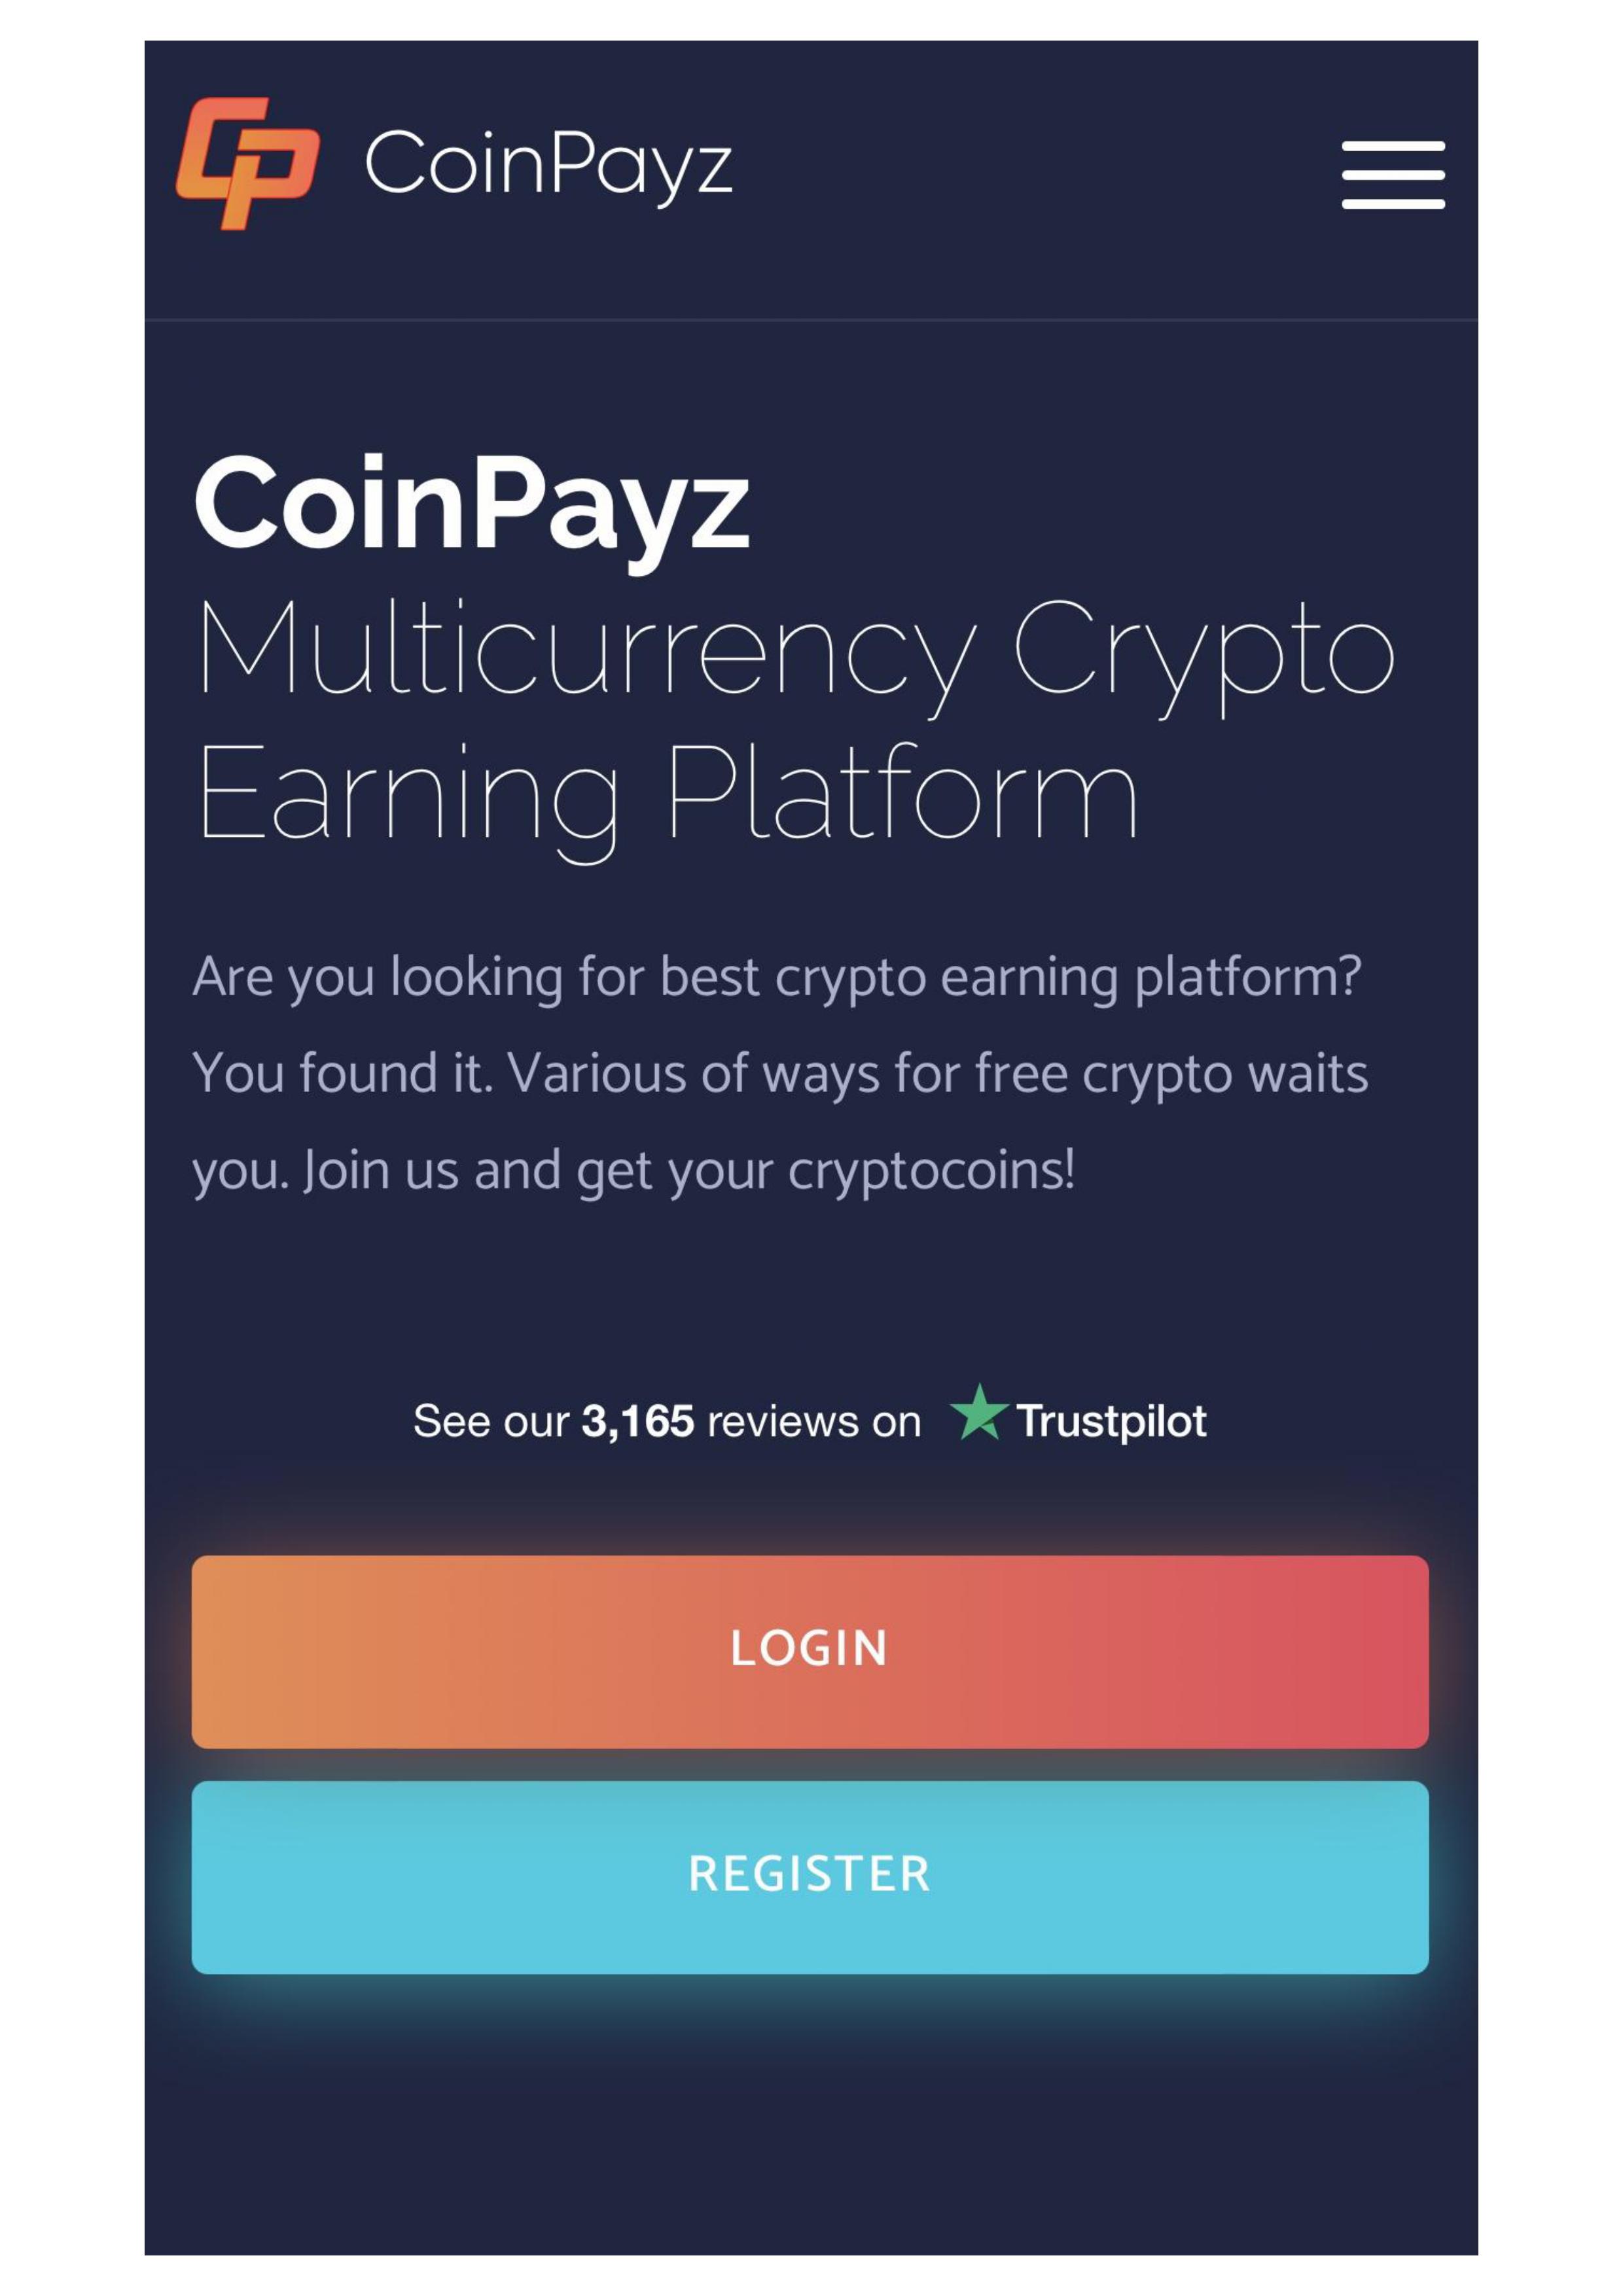 CoinPayz
CoinPayz
Multicurrency Crypto
Earning Platform
Are you looking for best crypto earning platform?
You found it. Various of ways for free crypto waits
you. Join us and get your cryptocoins!
See our 3,165 reviews on Trustpilot
LOGIN
REGISTER